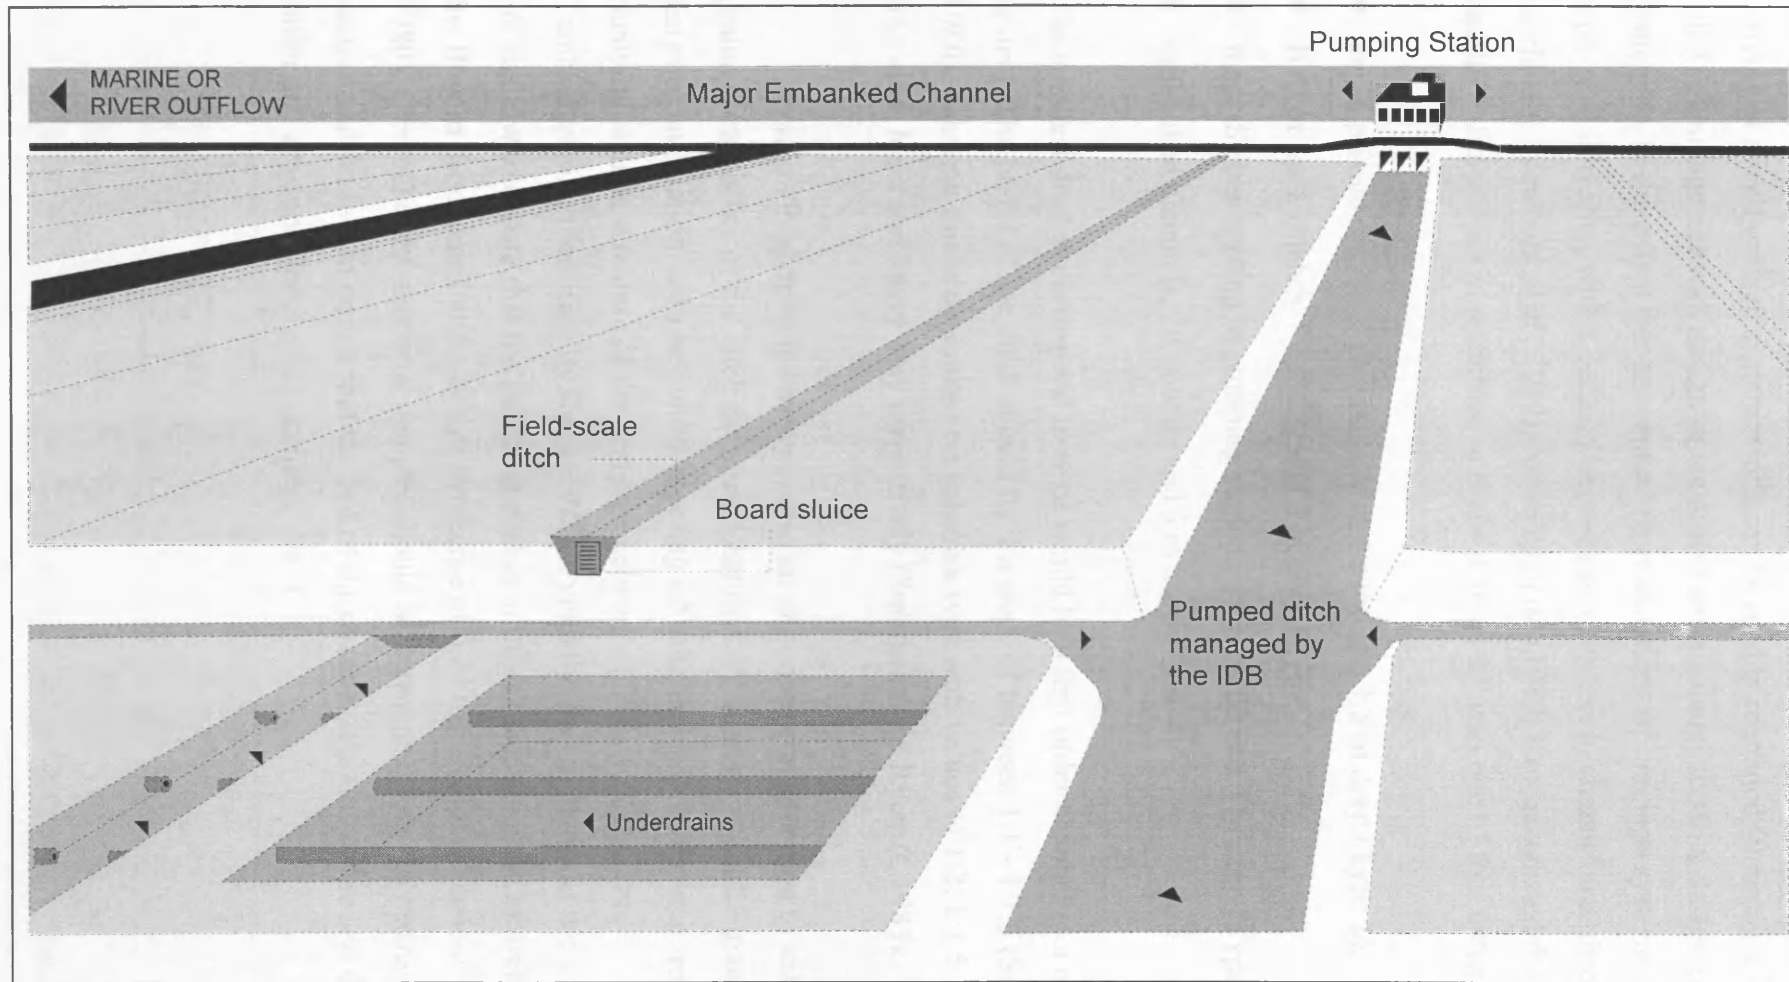 Pumping Station
MARINE OR
RIVER OUTFLOW
Major Embanked Channel
Field-scale
ditch
Board sluice
Pumped ditch
managed by
the IDB
Underdrains